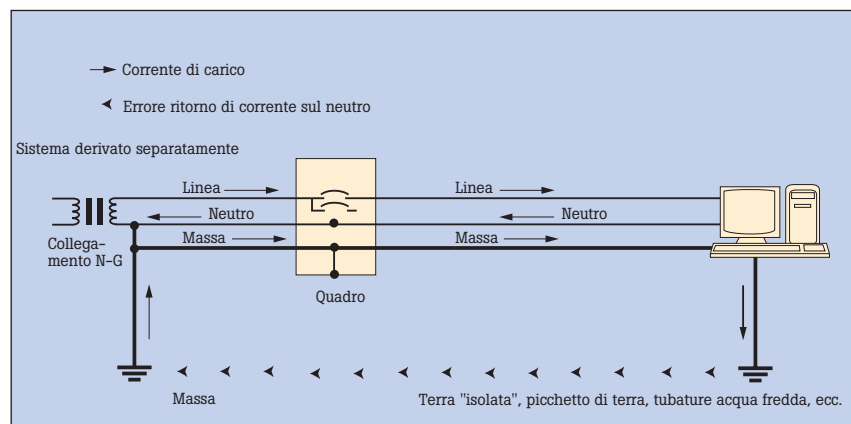 Corrente di carico
Errore ritorno di corrente sul neutro
Sistema derivato separatamente
Linea
Linea
Neutro
Neutro
Massa
Massa
Collega-
mento N-G
Quadro
Massa
Terra "isolata", picchetto di terra, tubature acqua fredda, ecc.